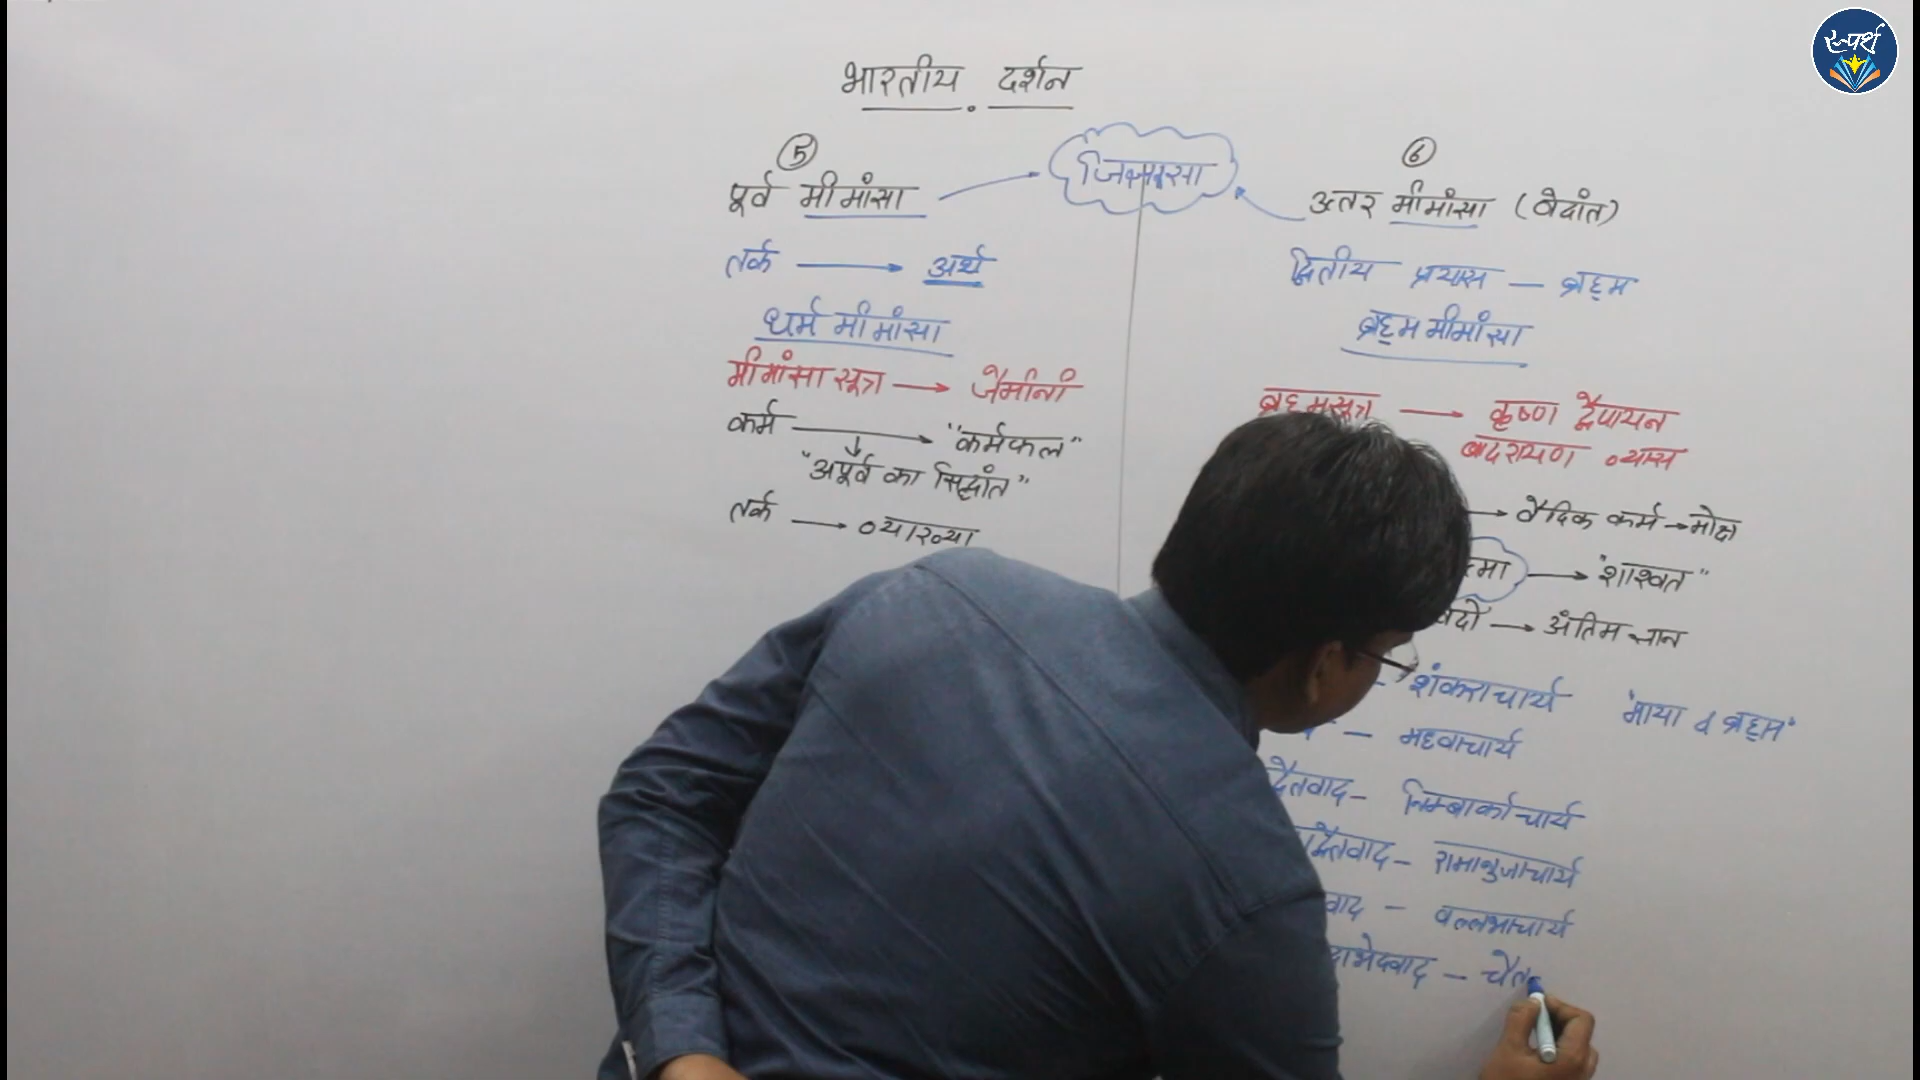 स्पर्श
भारतीय दर्शन
5
पूर्व मीमांसा
जिज्ञासा
तर्क → अर्थ
धर्म मीमांसा
मीमांसा सूत्र → जैमिनी
कर्म → "कर्मफल"
"अपूर्व का सिद्धांत"
तर्क → व्याख्या
6
उत्तर मीमांसा (वेदांत)
द्वितीय प्रयास — ब्रह्म
ब्रह्म मीमांसा
ब्रह्मसूत्र → कृष्ण द्वैपायन
बादरायण व्यास
→ वैदिक कर्म → मोक्ष
त्मा → "शाश्वत"
→ अंतिम ज्ञान
- शंकराचार्य "माया व ब्रह्म"
- मध्वाचार्य
द्वैतवाद - निम्बार्काचार्य
द्वैतवाद - रामानुजाचार्य
वाद - वल्लभाचार्य
दाभेदवाद - चैत